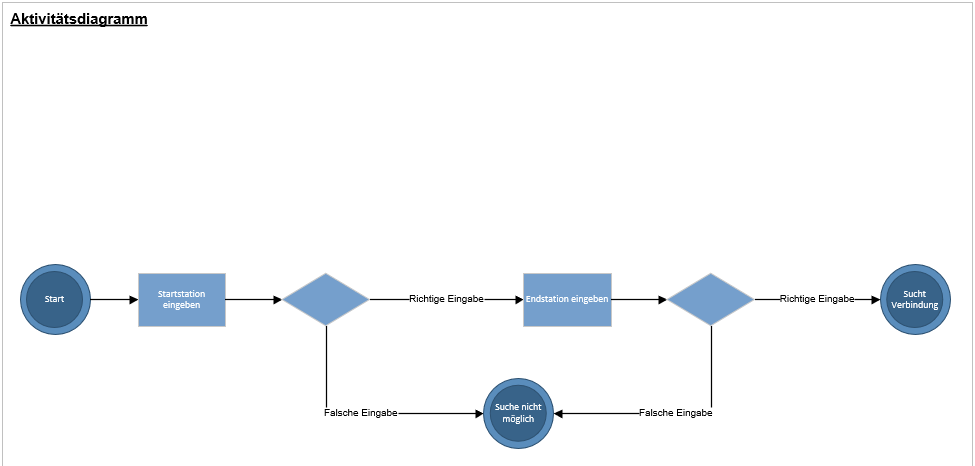 Aktivitätsdiagramm
Start
Startstation
eingeben
Richtige Eingabe
Endstation eingeben
Richtige Eingabe
Sucht
Verbindung
Falsche Eingabe
Suche nicht
möglich
Falsche Eingabe